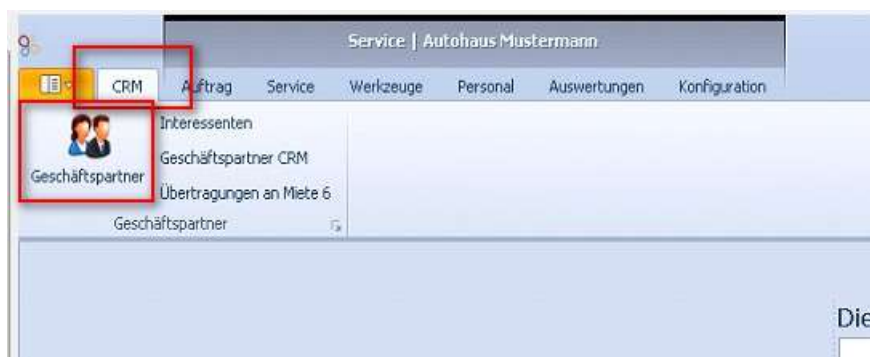 Service | Autohaus Mustermann
CRM Auftrag Service Werkzeuge Personal Auswertungen Konfiguration
Interessenten
Geschäftspartner CRM
Geschäftspartner
Übertragungen an Miete 6
Geschäftspartner
Die